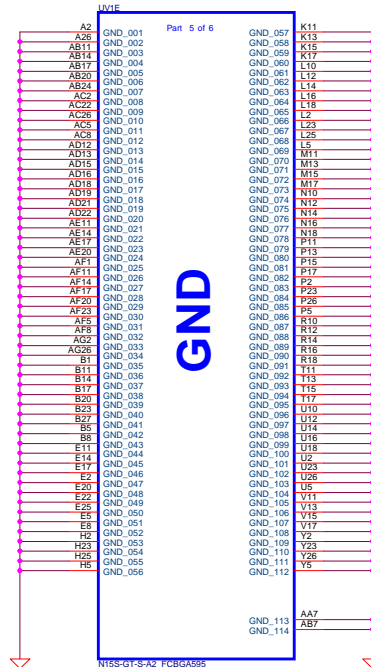 UV1E
Part 5 of 6
A2 GND_001 GND_057 K11
A26 GND_002 GND_058 K13
AB11 GND_003 GND_059 K15
AB14 GND_004 GND_060 K17
AB17 GND_005 GND_061 L10
AB20 GND_006 GND_062 L12
AB24 GND_007 GND_063 L14
AC2 GND_008 GND_064 L16
AC22 GND_009 GND_065 L18
AC26 GND_010 GND_066 L2
AC5 GND_011 GND_067 L23
AC8 GND_012 GND_068 L25
AD12 GND_013 GND_069 L5
AD13 GND_014 GND_070 M11
AD15 GND_015 GND_071 M13
AD16 GND_016 GND_072 M15
AD18 GND_017 GND_073 M17
AD19 GND_018 GND_074 N10
AD21 GND_019 GND_075 N12
AD22 GND_020 GND_076 N14
AE11 GND_021 GND_077 N16
AE14 GND_022 GND_078 N18
AE17 GND_023 GND_079 P11
AE20 GND_024 GND_080 P13
AF1 GND_025 GND_081 P15
AF11 GND_026 GND_082 P17
AF14 GND_027 GND_083 P2
AF17 GND_028 GND_084 P23
AF20 GND_029 GND_085 P26
AF23 GND_030 GND_086 P5
AF5 GND_031 GND_087 R10
AF8 GND_032 GND_088 R12
AG2 GND_033 GND_089 R14
AG26 GND_034 GND_090 R16
B1 GND_035 GND_091 R18
B11 GND_036 GND_092 T11
B14 GND_037 GND_093 T13
B17 GND_038 GND_094 T15
B20 GND_039 GND_095 T17
B23 GND_040 GND_096 U10
B27 GND_041 GND_097 U12
B5 GND_042 GND_098 U14
B8 GND_043 GND_099 U16
E11 GND_044 GND_100 U18
E14 GND_045 GND_101 U2
E17 GND_046 GND_102 U23
E2 GND_047 GND_103 U26
E20 GND_048 GND_104 U5
E22 GND_049 GND_105 V11
E25 GND_050 GND_106 V13
E5 GND_051 GND_107 V15
E8 GND_052 GND_108 V17
H2 GND_053 GND_109 Y2
H23 GND_054 GND_110 Y23
H25 GND_055 GND_111 Y26
H5 GND_056 GND_112 Y5
GND
GND_113 AA7
GND_114 AB7
N15S-GT-S-A2_FCBGA595